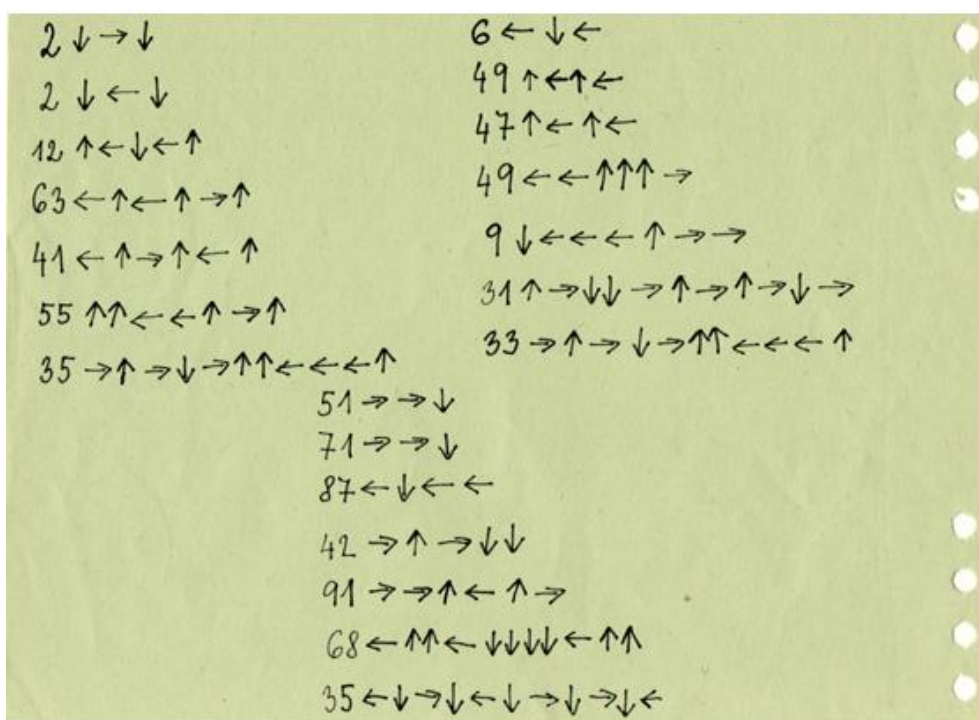 2 ↓ → ↓
2 ↓ ← ↓
12 ↑ ← ↓ ← ↑
63 ← ↑ ← ↑ → ↑
41 ← ↑ → ↑ ← ↑
55 ↑ ↑ ← ← ↑ → ↑
35 → ↑ → ↓ → ↑ ↑ ← ← ← ↑
6 ← ↓ ←
49 ↑ ← ↑ ←
47 ↑ ← ↑ ←
49 ← ← ↑ ↑ ↑ →
9 ↓ ← ← ← ↑ → →
31 ↑ → ↓ ↓ → ↑ → ↑ → ↓ →
33 → ↑ → ↓ → ↑ ↑ ← ← ← ↑
51 → → ↓
71 → → ↓
87 ← ↓ ← ←
42 → ↑ → ↓ ↓
91 → → ↑ ← ↑ →
68 ← ↑ ↑ ← ↓ ↓ ↓ ↓ ← ↑ ↑
35 ← ↓ → ↓ ← ↓ → ↓ → ↓ ←